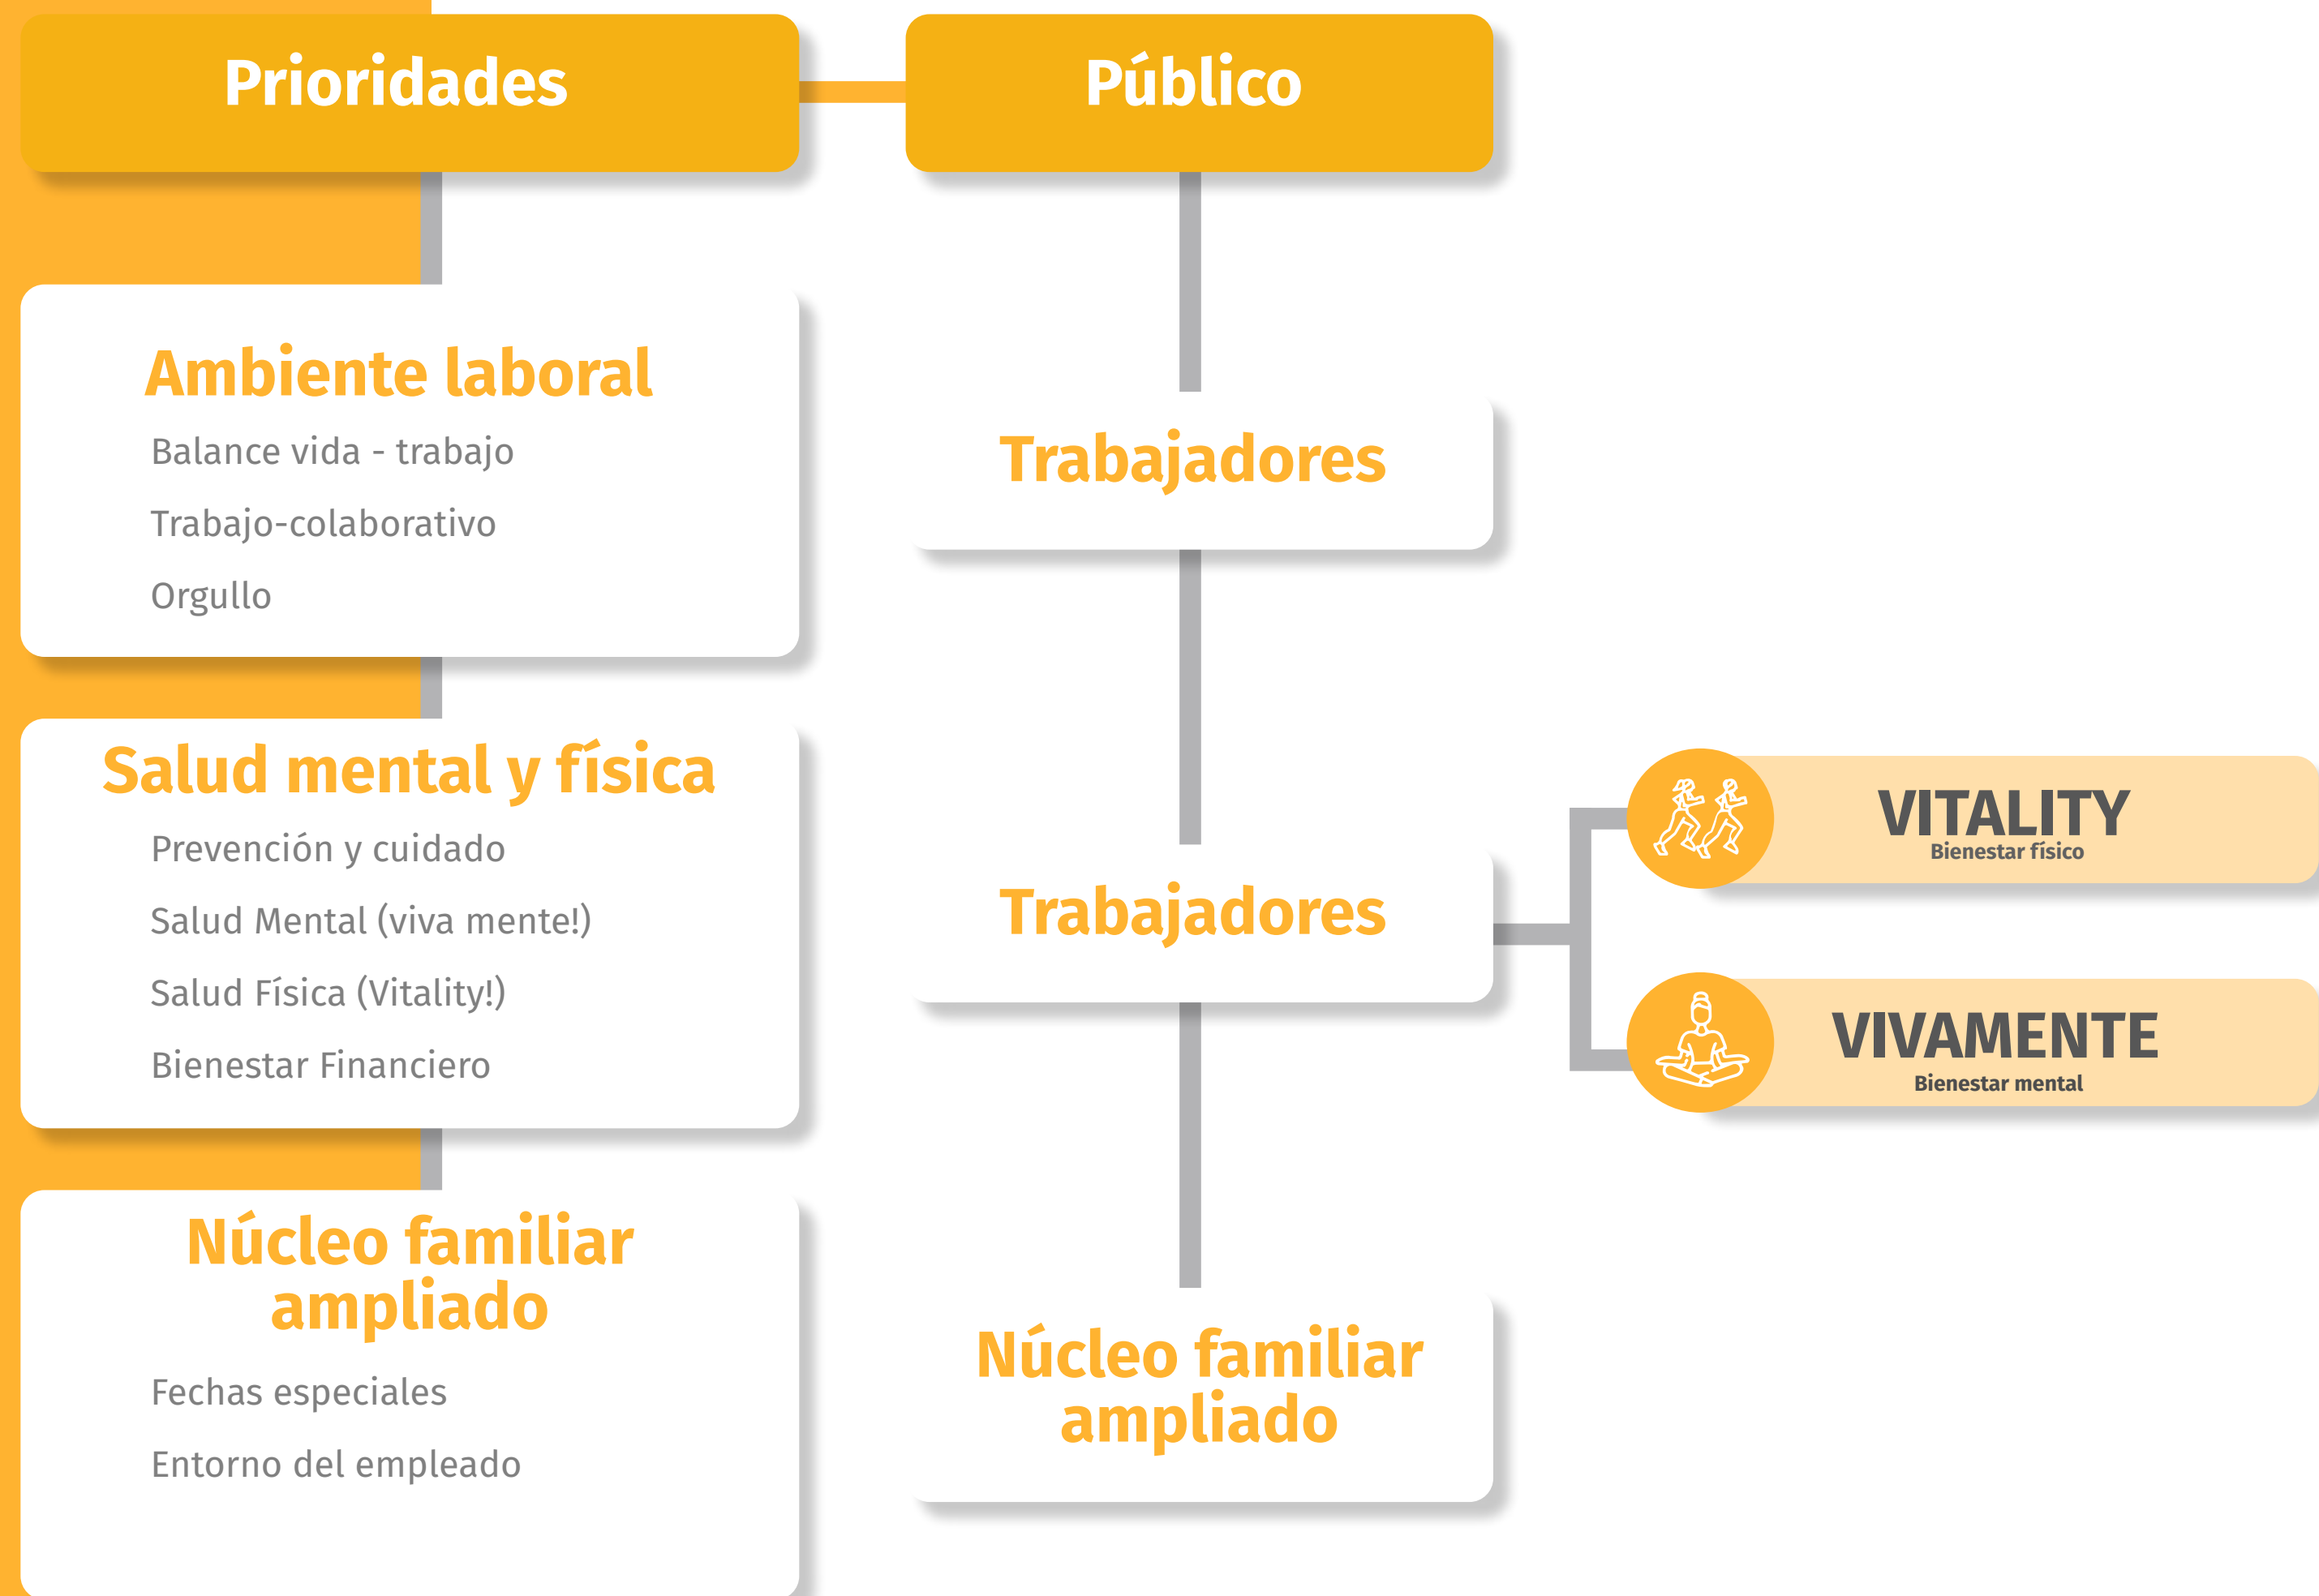 Prioridades
Público
Ambiente laboral
Balance vida - trabajo
Trabajo-colaborativo
Orgullo
Trabajadores
Salud mental y física
Prevención y cuidado
Salud Mental (viva mente!)
Salud Física (Vitality!)
Bienestar Financiero
Trabajadores
VITALITY
Bienestar físico
VIVAMENTE
Bienestar mental
Núcleo familiar
ampliado
Fechas especiales
Entorno del empleado
Núcleo familiar
ampliado